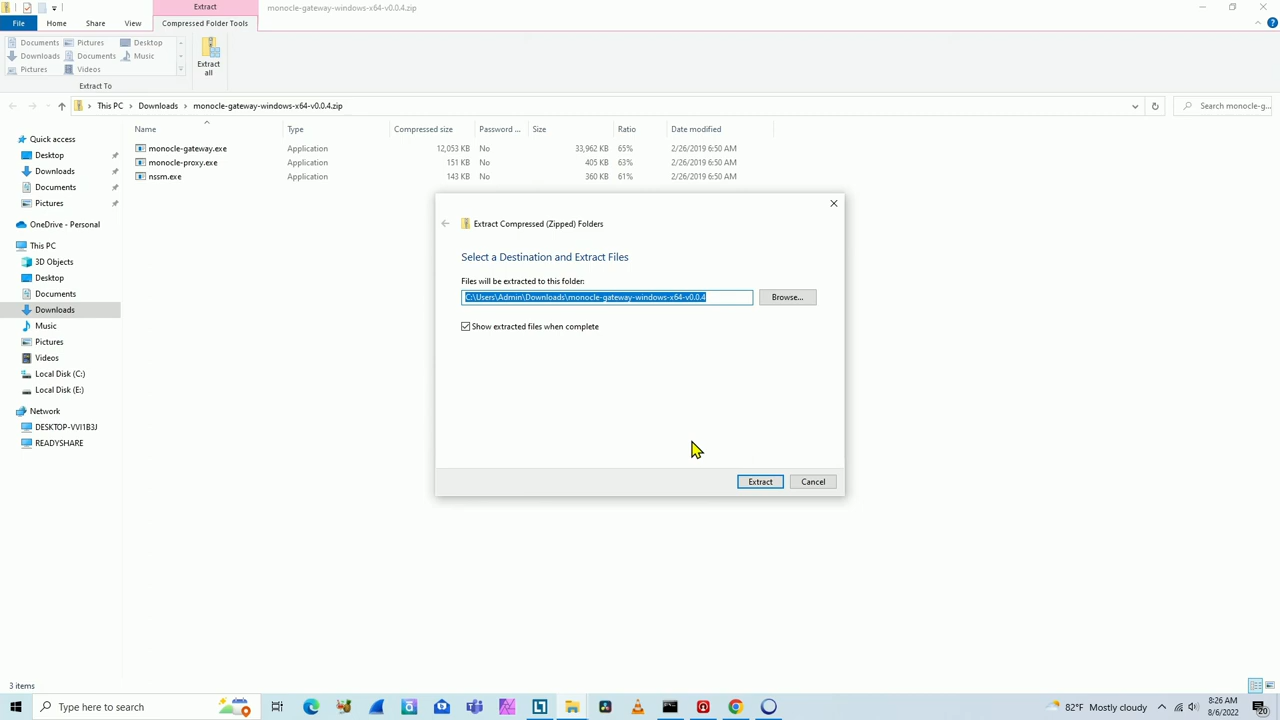 Extract
monocle-gateway-windows-x64-v0.0.4.zip
File
Home
Share
View
Compressed Folder Tools
Documents
Pictures
Desktop
Downloads
Documents
Music
Pictures
Videos
Extract
all
Extract To
This PC
Downloads
monocle-gateway-windows-x64-v0.0.4.zip
Search monocle-g...
Name
Type
Compressed size
Password ...
Size
Ratio
Date modified
monocle-gateway.exe
Application
12,053 KB
No
33,962 KB
65%
2/26/2019 6:50 AM
monocle-proxy.exe
Application
151 KB
No
405 KB
63%
2/26/2019 6:50 AM
nssm.exe
Application
143 KB
No
360 KB
61%
2/26/2019 6:50 AM
Quick access
Desktop
Downloads
Documents
Pictures
OneDrive - Personal
This PC
3D Objects
Desktop
Documents
Downloads
Music
Pictures
Videos
Local Disk (C:)
Local Disk (E:)
Network
DESKTOP-VVI1B3J
READYSHARE
Extract Compressed (Zipped) Folders
Select a Destination and Extract Files
Files will be extracted to this folder:
C:\Users\Admin\Downloads\monocle-gateway-windows-x64-v0.0.4
Browse...
Show extracted files when complete
Extract
Cancel
3 items
Type here to search
82°F Mostly cloudy
8:26 AM
8/6/2022
20